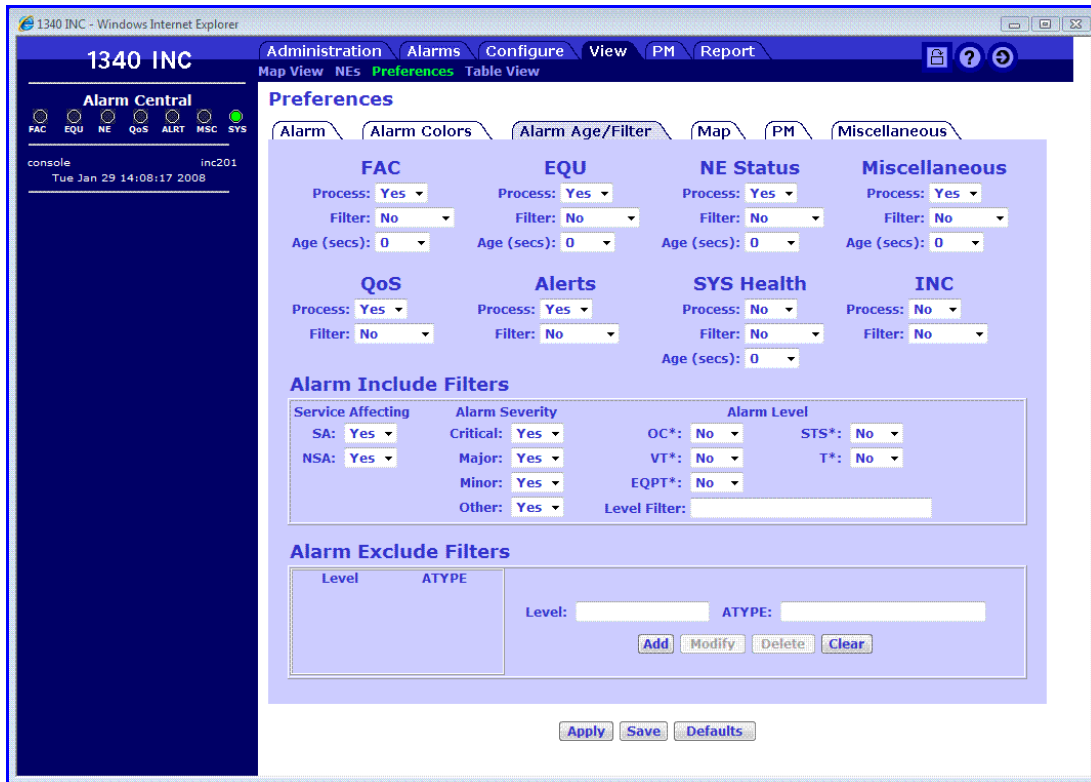 1340 INC - Windows Internet Explorer
1340 INC
Administration Alarms Configure View PM Report
Map View NEs Preferences Table View
Alarm Central
FAC EQU NE QoS ALRT MSC SYS
console inc201
Tue Jan 29 14:08:17 2008
Preferences
Alarm Alarm Colors Alarm Age/Filter Map PM Miscellaneous
FAC EQU NE Status Miscellaneous
Process: Yes Process: Yes Process: Yes Process: Yes
Filter: No Filter: No Filter: No Filter: No
Age (secs): 0 Age (secs): 0 Age (secs): 0 Age (secs): 0
QoS Alerts SYS Health INC
Process: Yes Process: Yes Process: No Process: No
Filter: No Filter: No Filter: No Filter: No
Age (secs): 0
Alarm Include Filters
Service Affecting Alarm Severity Alarm Level
SA: Yes Critical: Yes OC*: No STS*: No
NSA: Yes Major: Yes VT*: No T*: No
Minor: Yes EQPT*: No
Other: Yes Level Filter:
Alarm Exclude Filters
Level ATYPE
Level: ATYPE:
Add Modify Delete Clear
Apply Save Defaults